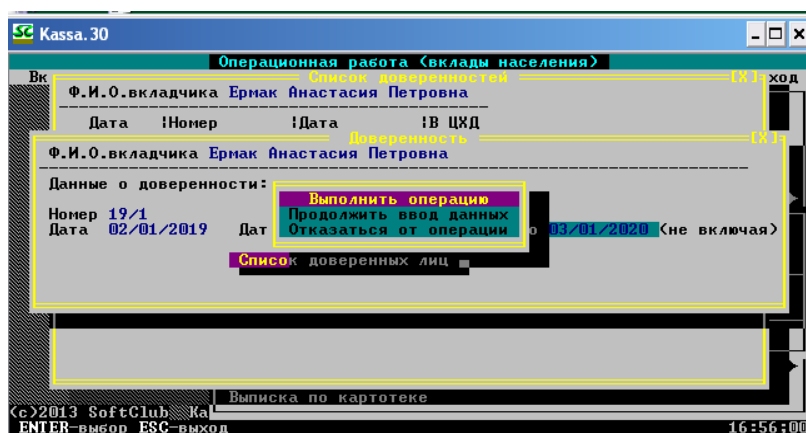 Kassa.30
Операционная работа (вклады населения)
Вк
ход
Список доверенностей
[X]
Ф.И.О.вкладчика Ермак Анастасия Петровна
Дата |Номер |Дата |В ЦХД
Доверенность
[X]
Ф.И.О.вкладчика Ермак Анастасия Петровна
Данные о доверенности:
Выполнить операцию
Номер 19/1 Продолжить ввод данных
Дата 02/01/2019 Дат Отказаться от операции о 03/01/2020 (не включая)
Список доверенных лиц
Выписка по картотеке
(c)2013 SoftClub Ка
ENTER-выбор ESC-выход 16:56:00